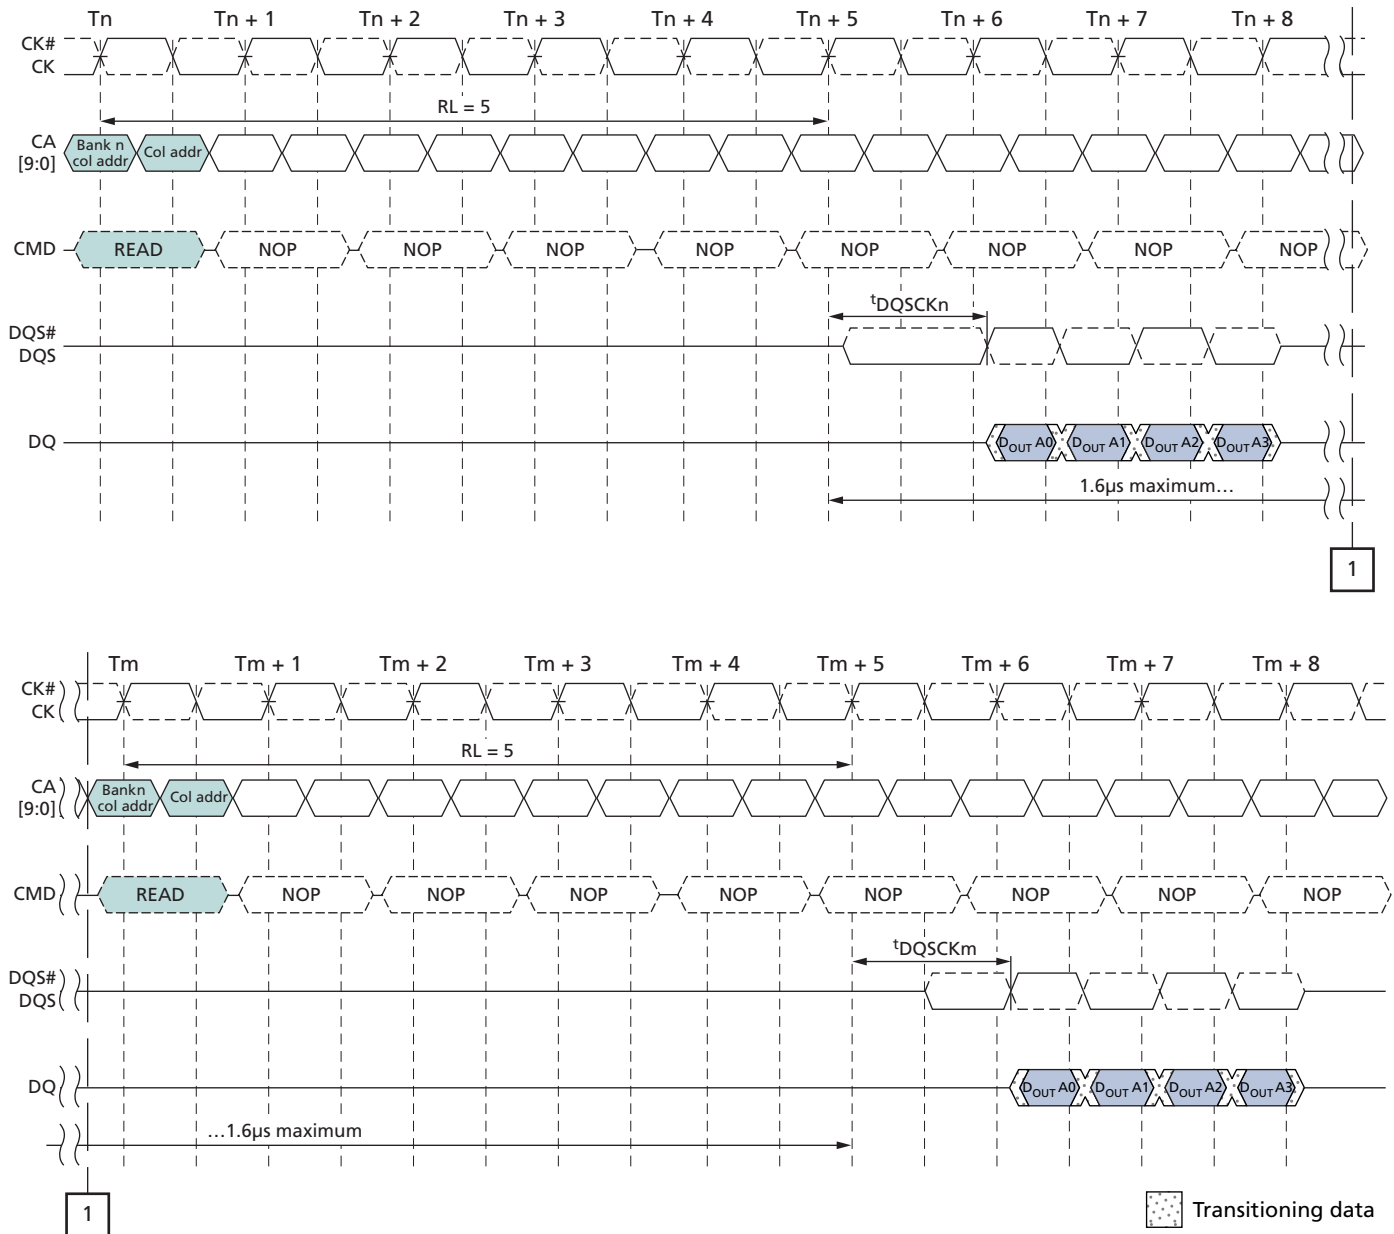 Tn Tn + 1 Tn + 2 Tn + 3 Tn + 4 Tn + 5 Tn + 6 Tn + 7 Tn + 8
CK#
CK
RL = 5
CA
[9:0]
Bank n
col addr
Col addr
CMD READ NOP NOP NOP NOP NOP NOP NOP NOP
tDQSCKn
DQS#
DQS
DQ DOUT A0 DOUT A1 DOUT A2 DOUT A3
1.6µs maximum…
1
Tm Tm + 1 Tm + 2 Tm + 3 Tm + 4 Tm + 5 Tm + 6 Tm + 7 Tm + 8
CK#
CK
RL = 5
CA
[9:0]
Bankn
col addr
Col addr
CMD READ NOP NOP NOP NOP NOP NOP NOP NOP
tDQSCKm
DQS#
DQS
DQ DOUT A0 DOUT A1 DOUT A2 DOUT A3
…1.6µs maximum
1
Transitioning data